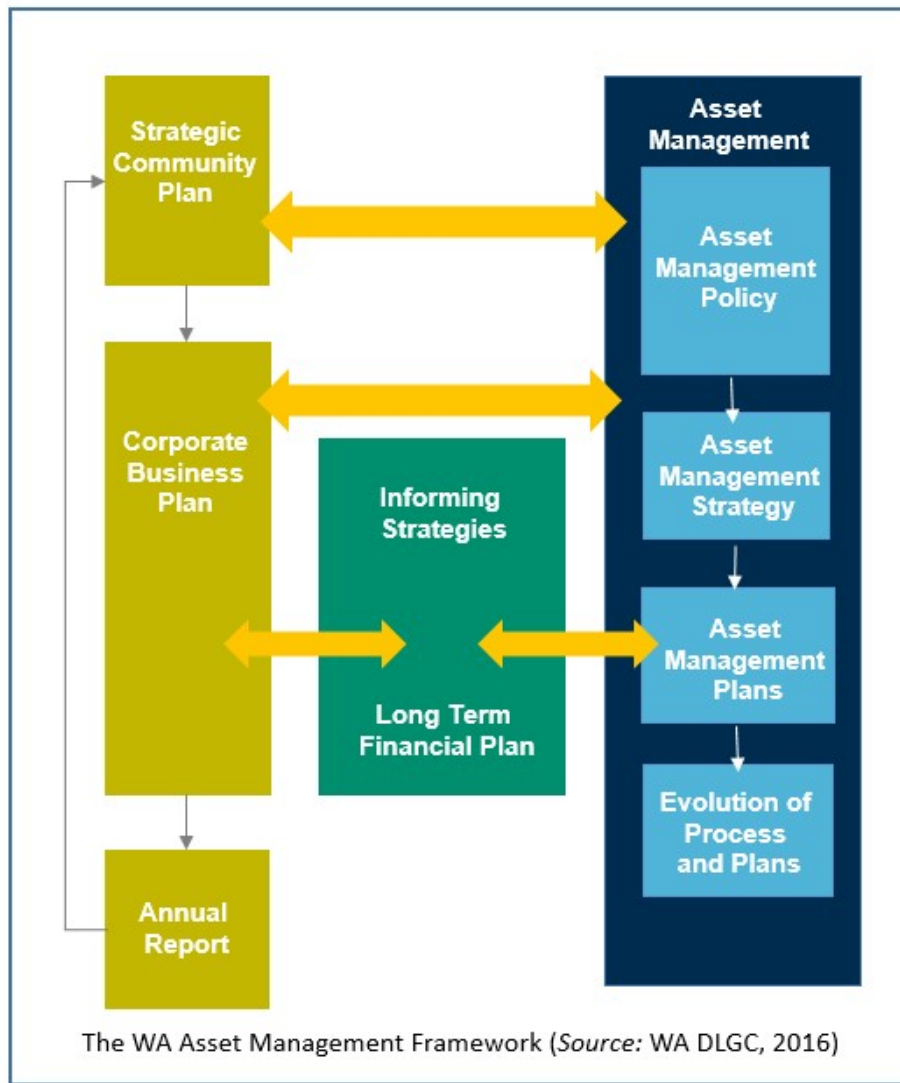 Strategic
Community
Plan
Corporate
Business
Plan
Annual
Report
Informing
Strategies
Long Term
Financial Plan
Asset
Management
Asset
Management
Policy
Asset
Management
Strategy
Asset
Management
Plans
Evolution of
Process
and Plans
The WA Asset Management Framework (Source: WA DLGC, 2016)